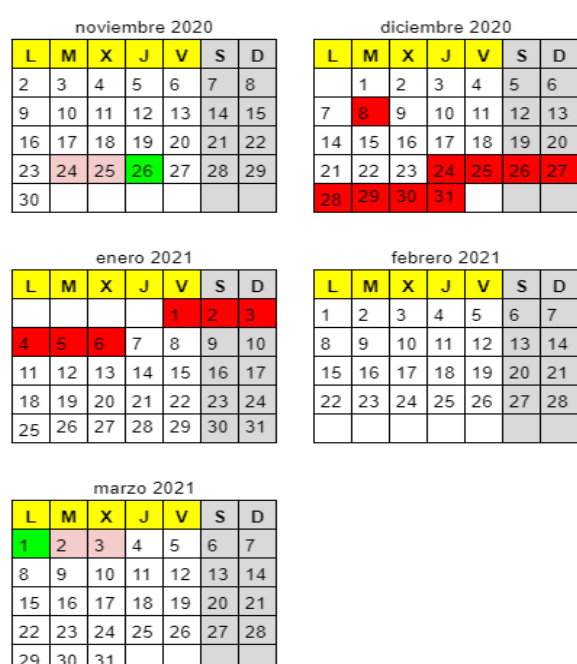 noviembre 2020
L M X J V S D
2 3 4 5 6 7 8
9 10 11 12 13 14 15
16 17 18 19 20 21 22
23 24 25 26 27 28 29
30
diciembre 2020
L M X J V S D
1 2 3 4 5 6
7 8 9 10 11 12 13
14 15 16 17 18 19 20
21 22 23 24 25 26 27
28 29 30 31
enero 2021
L M X J V S D
1 2 3
4 5 6 7 8 9 10
11 12 13 14 15 16 17
18 19 20 21 22 23 24
25 26 27 28 29 30 31
febrero 2021
L M X J V S D
1 2 3 4 5 6 7
8 9 10 11 12 13 14
15 16 17 18 19 20 21
22 23 24 25 26 27 28
marzo 2021
L M X J V S D
1 2 3 4 5 6 7
8 9 10 11 12 13 14
15 16 17 18 19 20 21
22 23 24 25 26 27 28
29 30 31